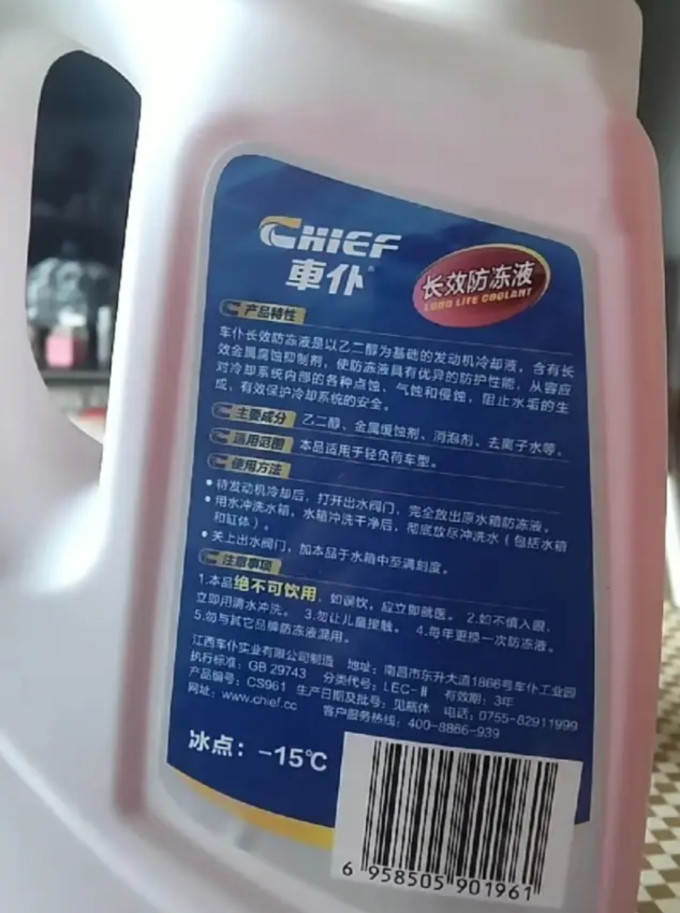 CHIEF
車仆®
长效防冻液
LONG LIFE COOLANT
产品特性
车仆长效防冻液是以乙二醇为基础的发动机冷却液，含有长
效金属腐蚀抑制剂，使防冻液具有优异的防护性能，从容应
对冷却系统内部的各种点蚀、气蚀和侵蚀，阻止水垢的生
成，有效保护冷却系统的安全。
主要成分 乙二醇、金属缓蚀剂、消泡剂、去离子水等。
适用范围 本品适用于轻负荷车型。
使用方法
●待发动机冷却后，打开出水阀门，完全放出原水箱防冻液。
●用水冲洗水箱，水箱冲洗干净后，彻底放尽冲洗水（包括水箱
和缸体）。
●关上出水阀门，加本品于水箱中至满刻度。
注意事项
1.本品绝不可饮用，如误饮，应立即就医。 2.如不慎入眼，
立即用清水冲洗。 3.勿让儿童接触。 4.每年更换一次防冻液。
5.勿与其它品牌防冻液混用。
江西车仆实业有限公司制造 地址：南昌市东升大道1866号车仆工业园
执行标准：GB 29743 分类代号：LEC-Ⅱ 有效期：3年
产品编号：CS961 生产日期及批号：见瓶体 电话：0755-82911999
网址：www.chief.cc 客户服务热线：400-8866-939
冰点：-15℃
6 958505 901961